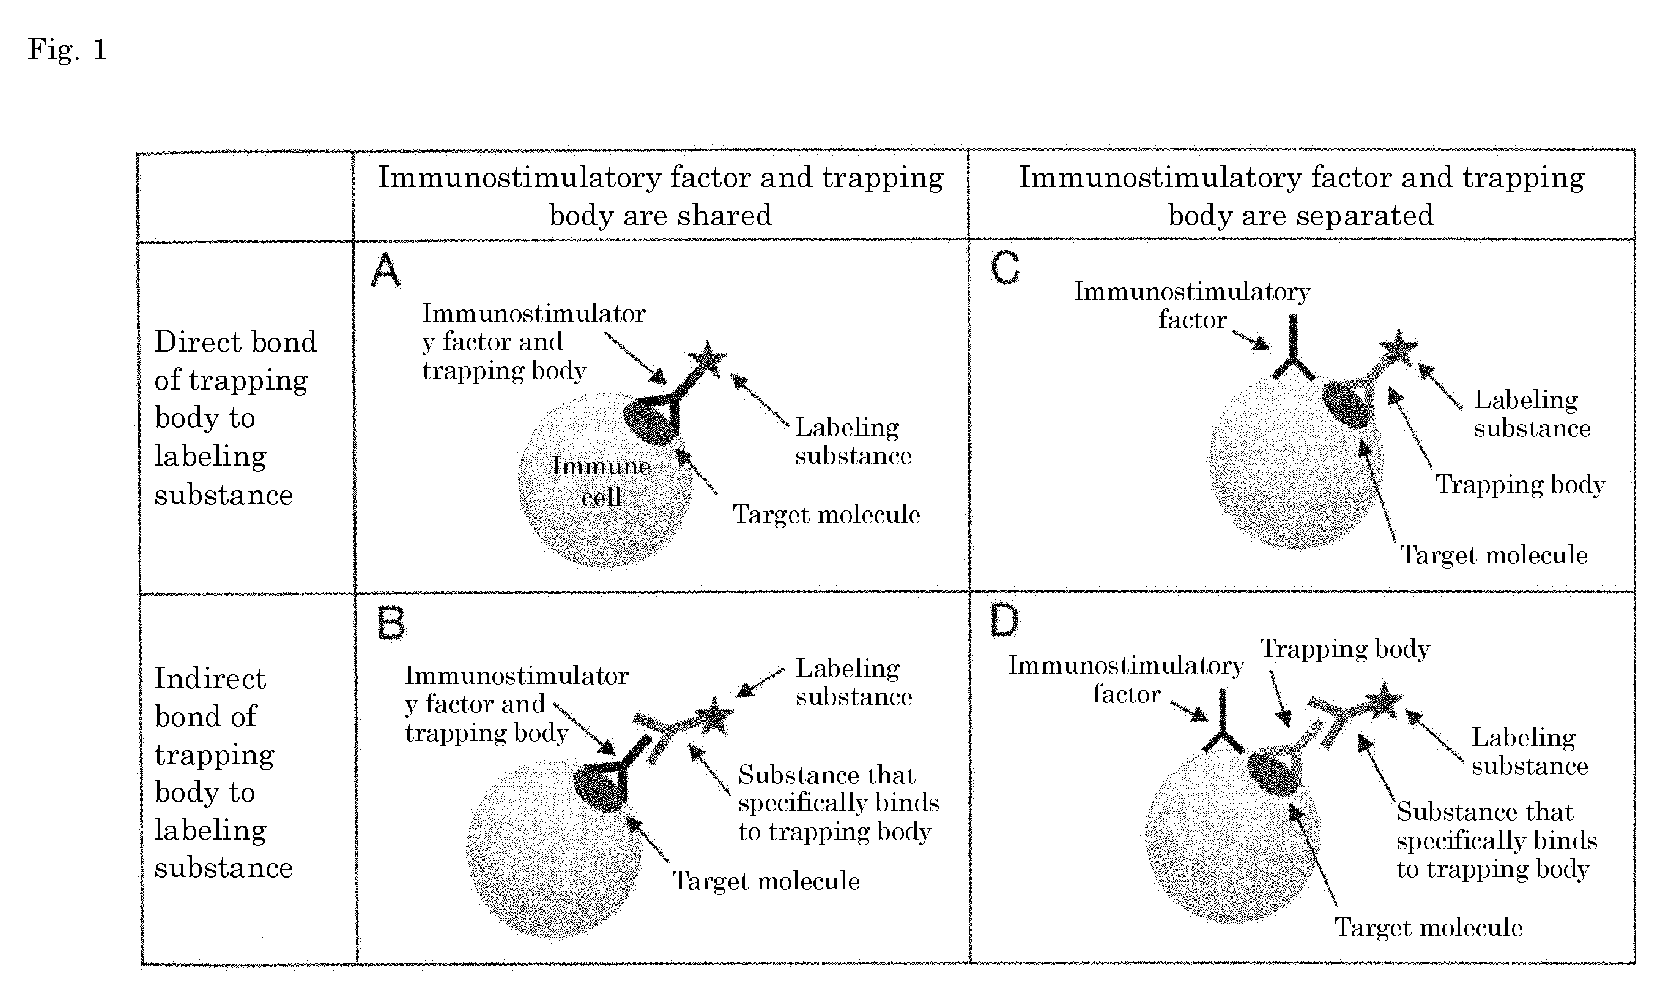 Fig. 1
Immunostimulatory factor and trapping
body are shared
Immunostimulatory factor and trapping
body are separated
Direct bond
of trapping
body to
labeling
substance
A
Immunostimulator
y factor and
trapping body
Labeling
substance
Immune
cell
Target molecule
C
Immunostimulatory
factor
Labeling
substance
Trapping body
Target molecule
Indirect
bond of
trapping
body to
labeling
substance
B
Immunostimulator
y factor and
trapping body
Labeling
substance
Substance that
specifically binds
to trapping body
Target molecule
D
Trapping body
Immunostimulatory
factor
Labeling
substance
Substance that
specifically binds
to trapping body
Target molecule